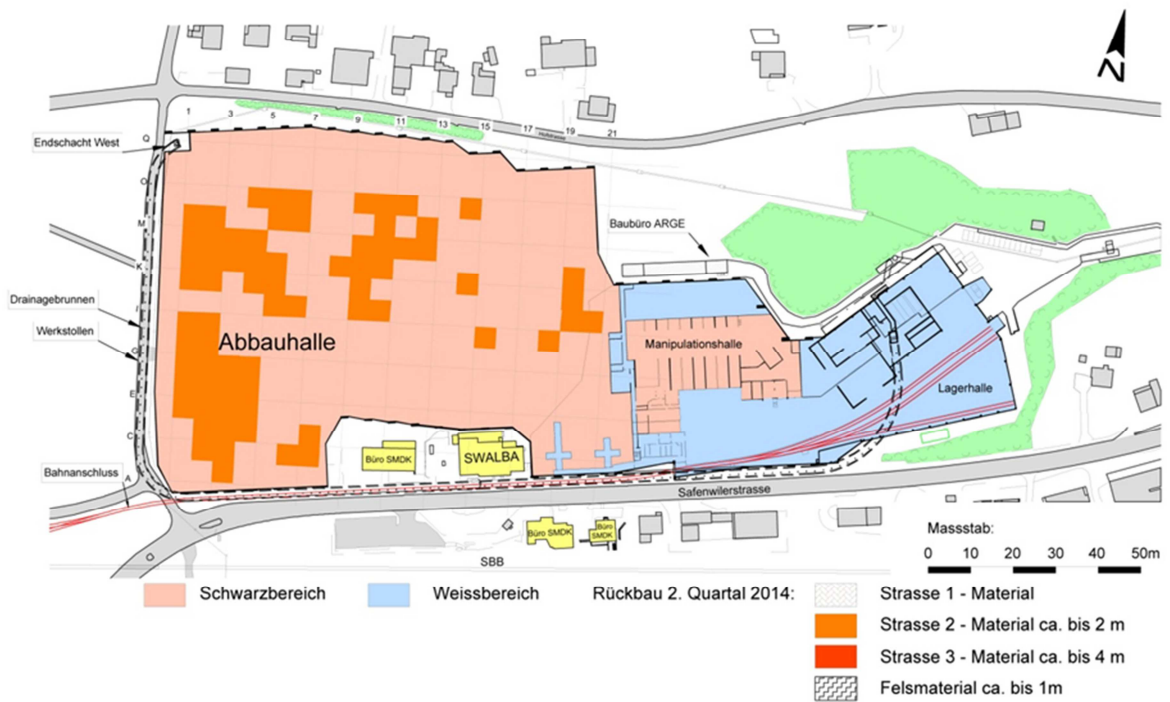 N
1 3 5 7 9 11 13 15 17 19 21
Holstrasse
Endschacht West
Q
O
M
K
I
G
E
C
A
Baubüro ARGE
Drainagebrunnen
Werkstollen
Abbauhalle
Manipulationshalle
Lagerhalle
Büro SMDK
SWALBA
Bahnanschluss
Safenwilerstrasse
Büro SMDK
Büro
SMDK
SBB
Massstab:
0 10 20 30 40 50m
Schwarzbereich Weissbereich Rückbau 2. Quartal 2014:
Strasse 1 - Material
Strasse 2 - Material ca. bis 2 m
Strasse 3 - Material ca. bis 4 m
Felsmaterial ca. bis 1m